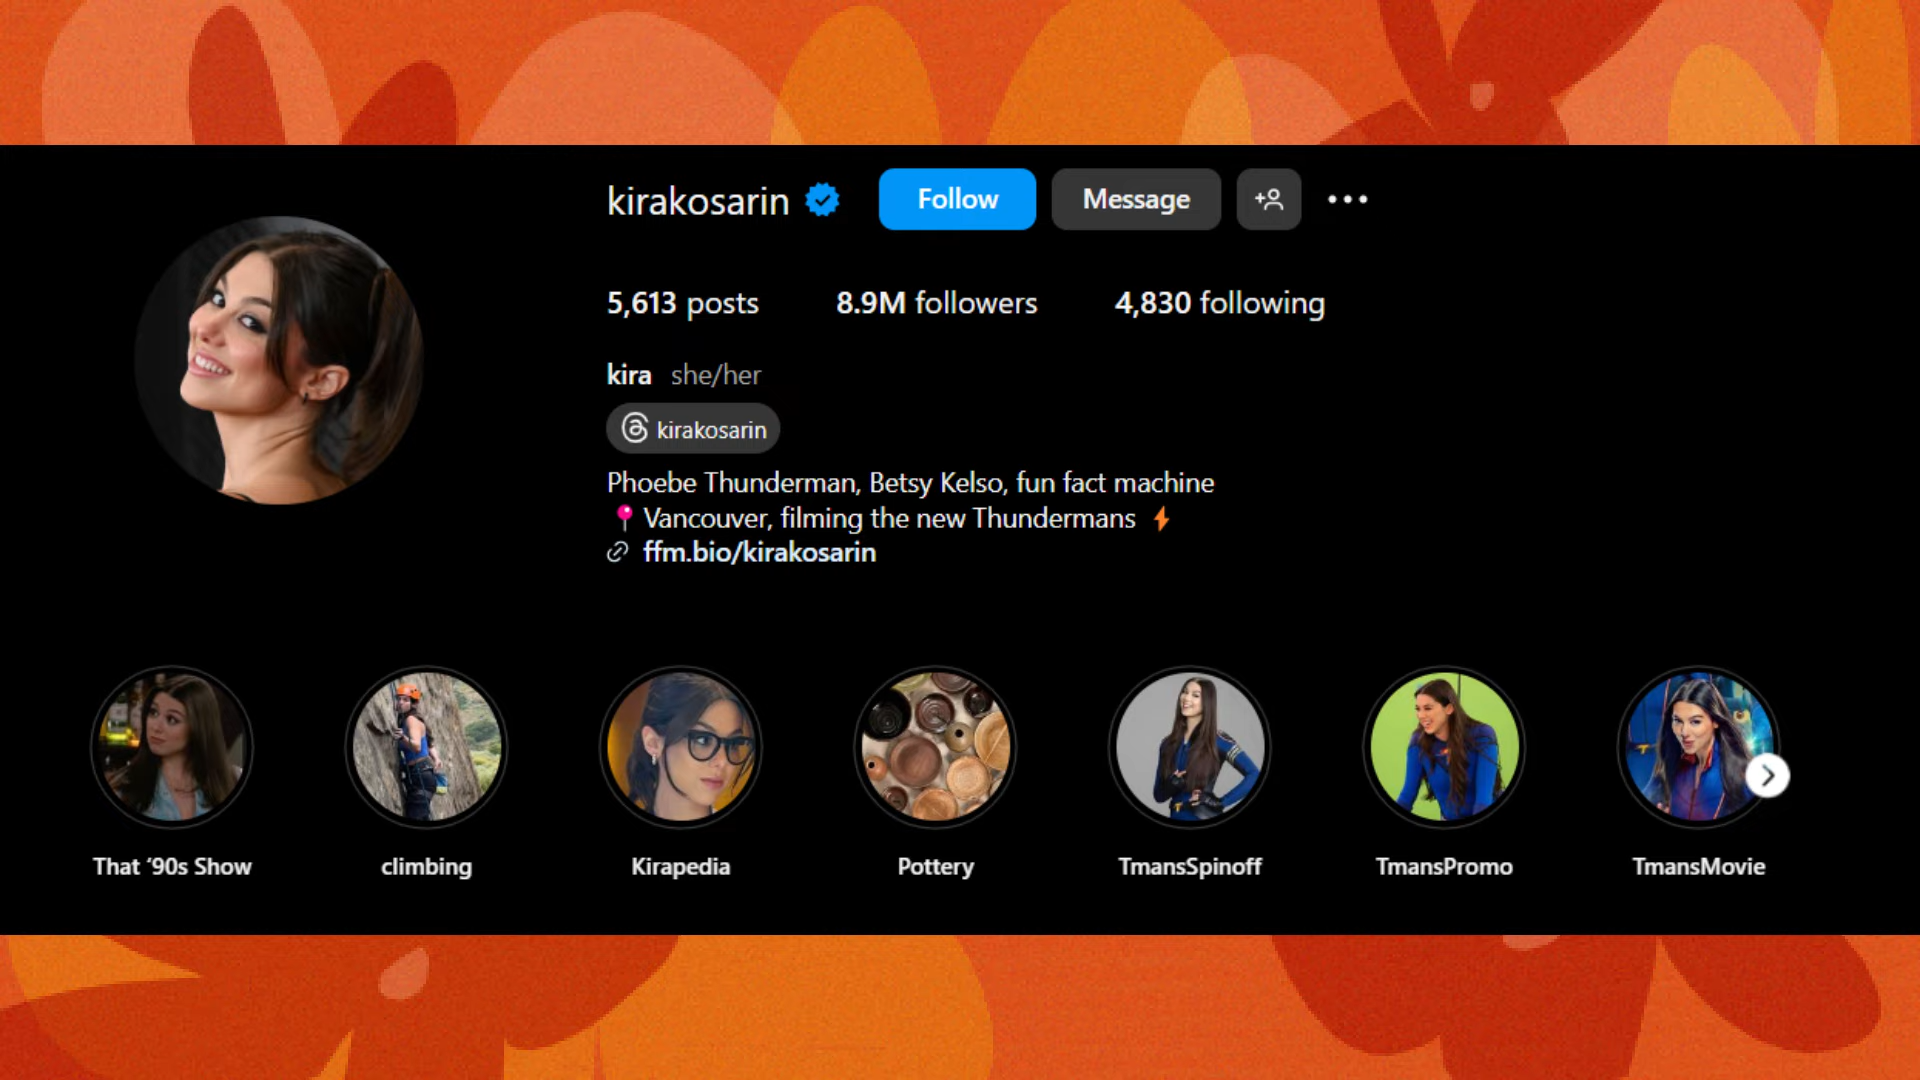 kirakosarin Follow Message
5,613 posts 8.9M followers 4,830 following
kira she/her
kirakosarin
Phoebe Thunderman, Betsy Kelso, fun fact machine
📍Vancouver, filming the new Thundermans ⚡
ffm.bio/kirakosarin
That ‘90s Show climbing Kirapedia Pottery TmansSpinoff TmansPromo TmansMovie